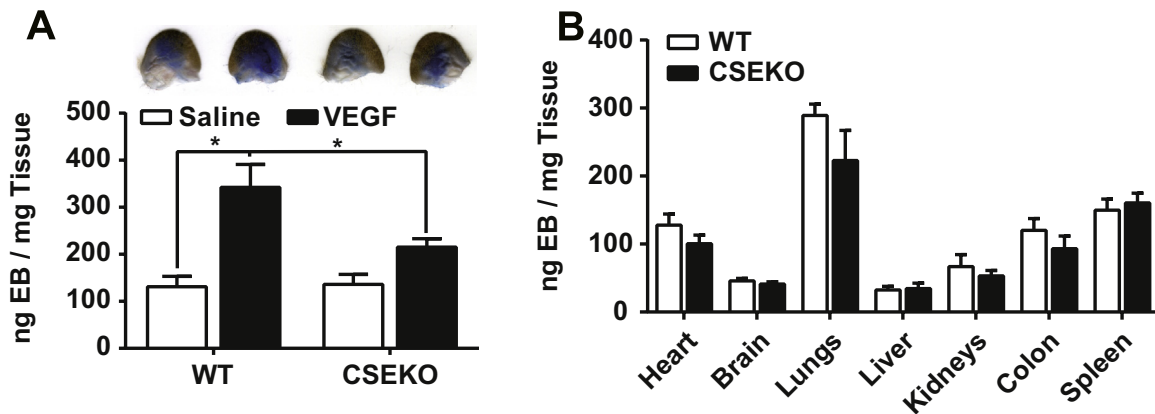 A
ng EB / mg Tissue
500
400
300
200
100
0
Saline
VEGF
*
*
WT
CSEKO
B
ng EB / mg Tissue
400
300
200
100
0
WT
CSEKO
Heart
Brain
Lungs
Liver
Kidneys
Colon
Spleen